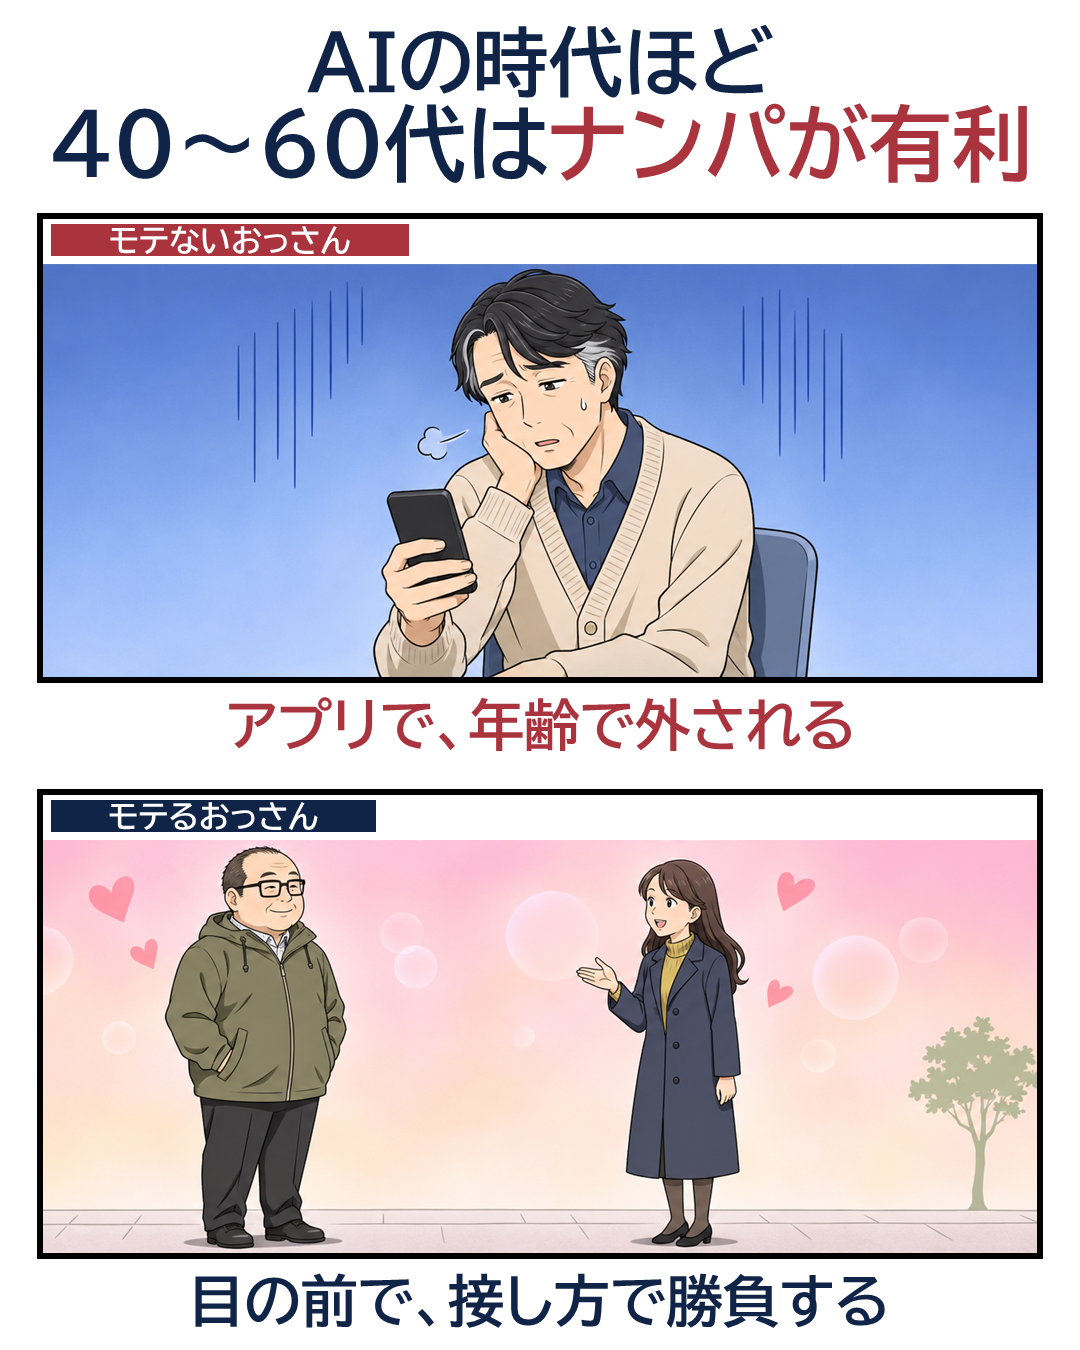 AIの時代ほど
40～60代はナンパが有利
モテないおっさん
アプリで、年齢で外される
モテるおっさん
目の前で、接し方で勝負する